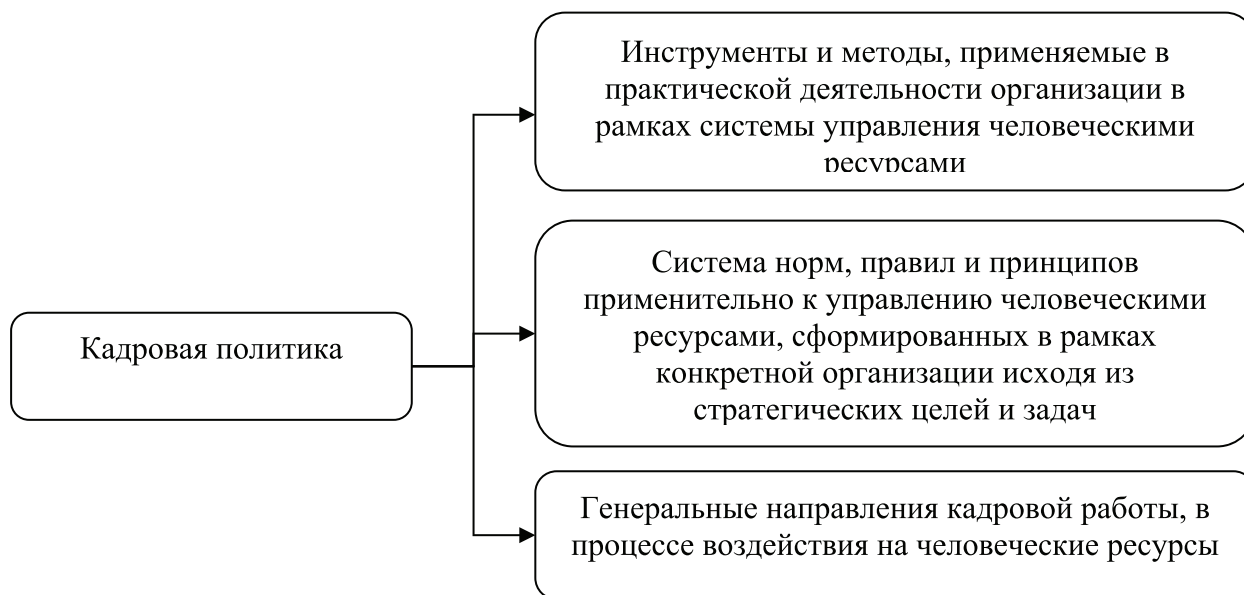 Инструменты и методы, применяемые в
практической деятельности организации в
рамках системы управления человеческими
ресурсами
Система норм, правил и принципов
применительно к управлению человеческими
ресурсами, сформированных в рамках
конкретной организации исходя из
стратегических целей и задач
Кадровая политика
Генеральные направления кадровой работы, в
процессе воздействия на человеческие ресурсы